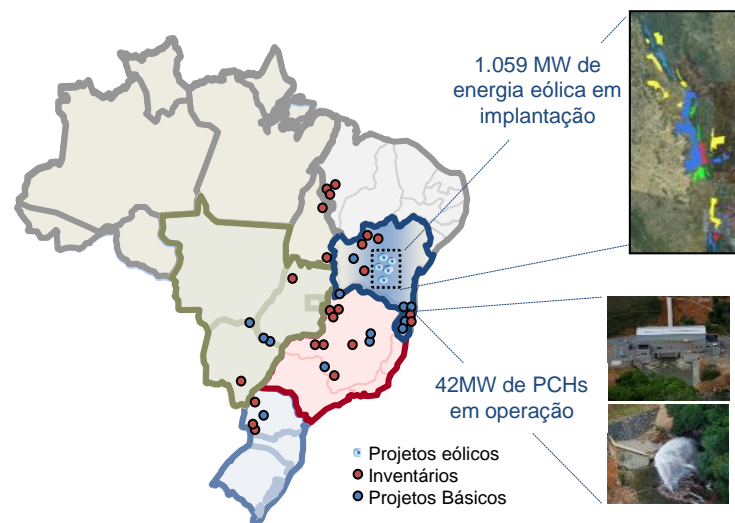 1.059 MW de
energia eólica em
implantação
42MW de PCHs
em operação
Projetos eólicos
Inventários
Projetos Básicos